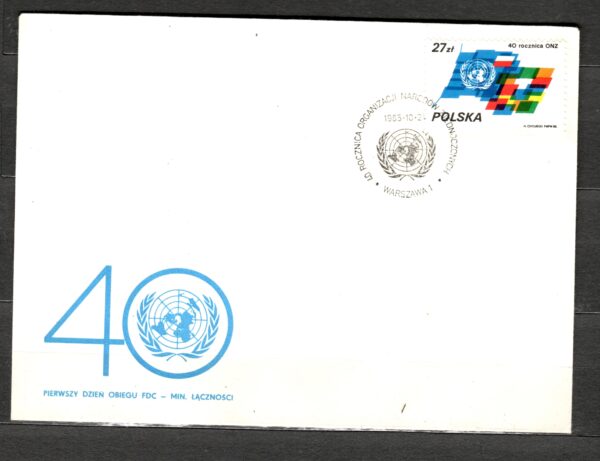 27zł 40 rocznica ONZ
POLSKA
40 ROCZNICA ORGANIZACJI NARODÓW ZJEDNOCZONYCH
1985-10-24
• WARSZAWA 1 •
40
PIERWSZY DZIEŃ OBIEGU FDC – MIN. ŁĄCZNOŚCI